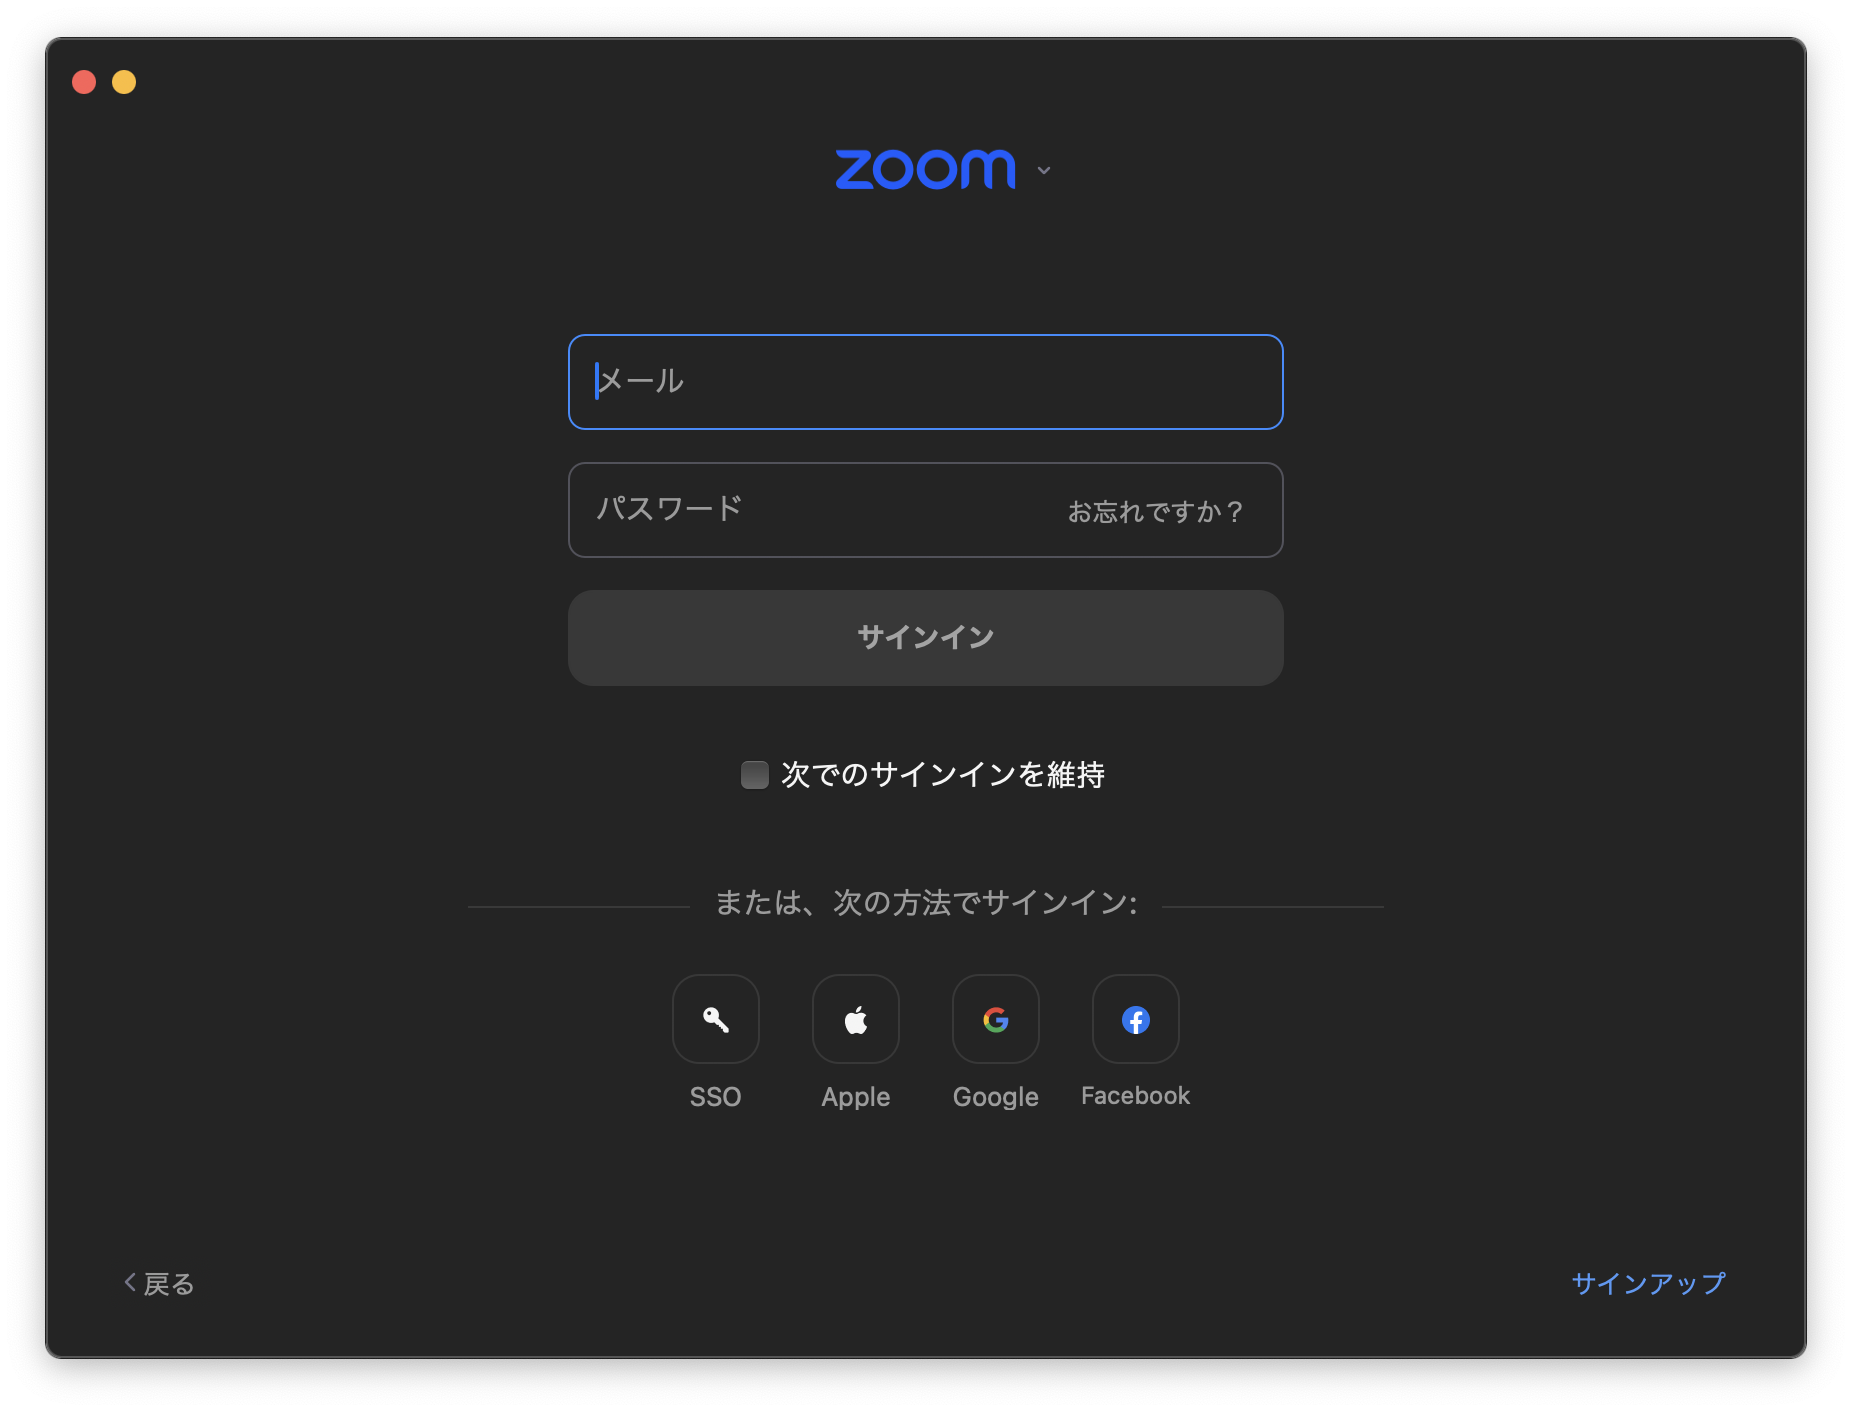 zoom
メール
パスワード お忘れですか？
サインイン
次でのサインインを維持
または、次の方法でサインイン:
SSO Apple Google Facebook
戻る サインアップ